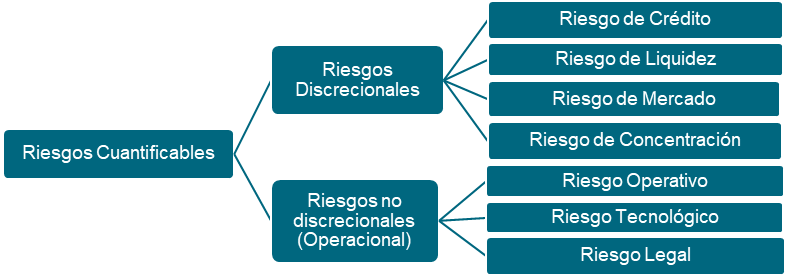 Riesgos Cuantificables
Riesgos
Discrecionales
Riesgo de Crédito
Riesgo de Liquidez
Riesgo de Mercado
Riesgo de Concentración
Riesgos no
discrecionales
(Operacional)
Riesgo Operativo
Riesgo Tecnológico
Riesgo Legal